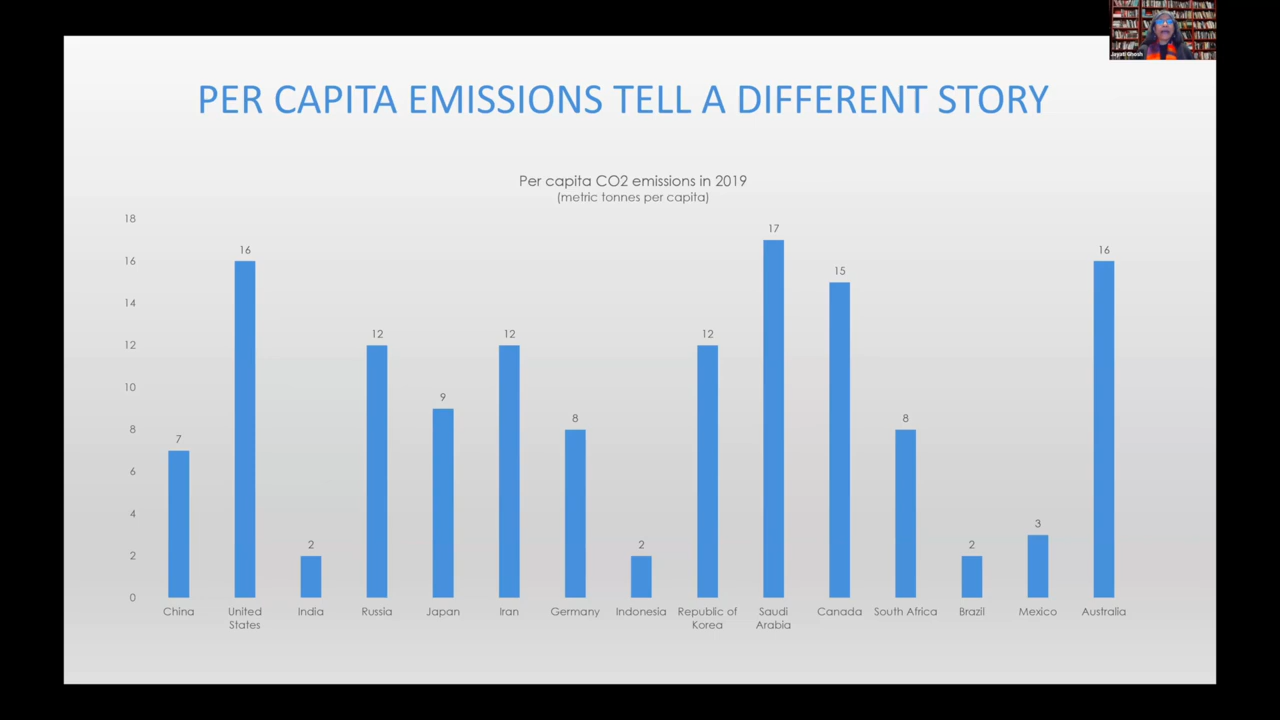 Jayati Ghosh
PER CAPITA EMISSIONS TELL A DIFFERENT STORY
Per capita CO2 emissions in 2019
(metric tonnes per capita)
18
16
14
12
10
8
6
4
2
0
7
16
2
12
9
12
8
2
12
17
15
8
2
3
16
China
United States
India
Russia
Japan
Iran
Germany
Indonesia
Republic of Korea
Saudi Arabia
Canada
South Africa
Brazil
Mexico
Australia